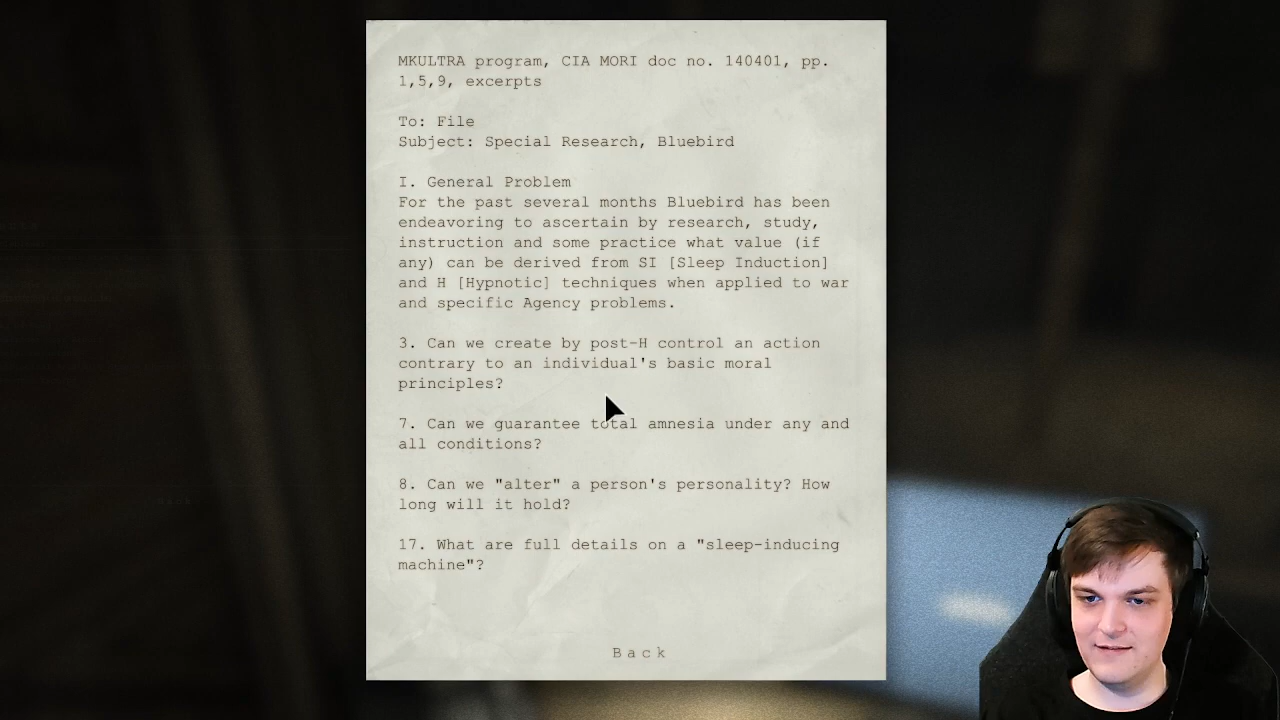 MKULTRA program, CIA MORI doc no. 140401, pp.
1,5,9, excerpts
To: File
Subject: Special Research, Bluebird
I. General Problem
For the past several months Bluebird has been
endeavoring to ascertain by research, study,
instruction and some practice what value (if
any) can be derived from SI [Sleep Induction]
and H [Hypnotic] techniques when applied to war
and specific Agency problems.
3. Can we create by post-H control an action
contrary to an individual's basic moral
principles?
7. Can we guarantee total amnesia under any and
all conditions?
8. Can we "alter" a person's personality? How
long will it hold?
17. What are full details on a "sleep-inducing
machine"?
Back